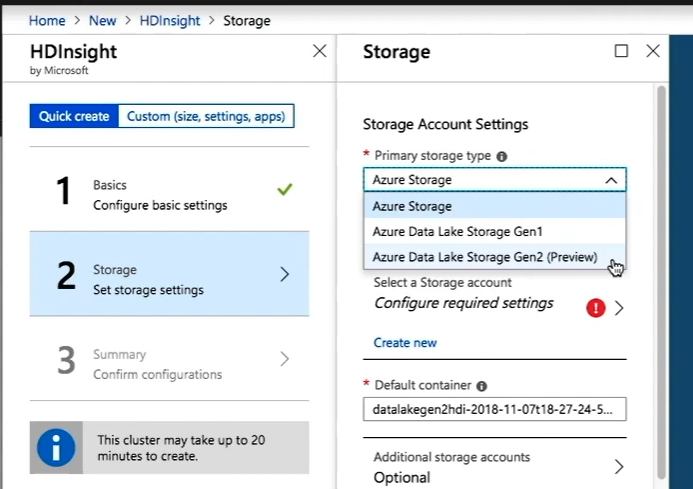 Home > New > HDInsight > Storage
HDInsight
by Microsoft
Quick create
Custom (size, settings, apps)
1
Basics
Configure basic settings
2
Storage
Set storage settings
3
Summary
Confirm configurations
This cluster may take up to 20
minutes to create.
Storage
Storage Account Settings
* Primary storage type
Azure Storage
Azure Storage
Azure Data Lake Storage Gen1
Azure Data Lake Storage Gen2 (Preview)
Select a Storage account
Configure required settings
Create new
* Default container
datalakegen2hdi-2018-11-07t18-27-24-5...
Additional storage accounts
Optional